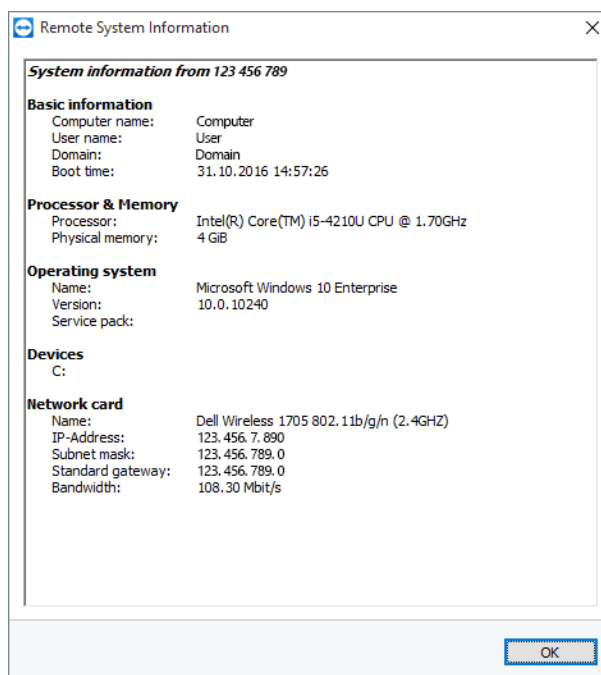 Remote System Information
System information from 123 456 789
Basic information
Computer name: Computer
User name: User
Domain: Domain
Boot time: 31.10.2016 14:57:26
Processor & Memory
Processor: Intel(R) Core(TM) i5-4210U CPU @ 1.70GHz
Physical memory: 4 GiB
Operating system
Name: Microsoft Windows 10 Enterprise
Version: 10.0.10240
Service pack:
Devices
C:
Network card
Name: Dell Wireless 1705 802.11b/g/n (2.4GHZ)
IP-Address: 123.456.7.890
Subnet mask: 123.456.789.0
Standard gateway: 123.456.789.0
Bandwidth: 108.30 Mbit/s
OK